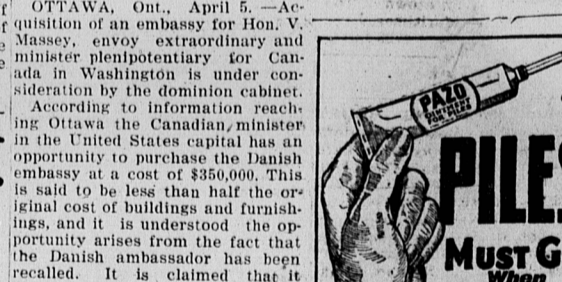 OTTAWA, Ont., April 5. —Ac-
quisition of an embassy for Hon. V.
Massey, envoy extraordinary and
minister plenipotentiary for Can-
ada in Washington is under con-
sideration by the dominion cabinet.
According to information reach-
ing Ottawa the Canadian minister
in the United States capital has an
opportunity to purchase the Danish
embassy at a cost of $350,000. This
is said to be less than half the or-
iginal cost of buildings and furnish-
ings, and it is understood the op-
portunity arises from the fact that
the Danish ambassador has been
recalled. It is claimed that it
PAZO
OINTMENT
FOR PILES
PILES
MUST G
When